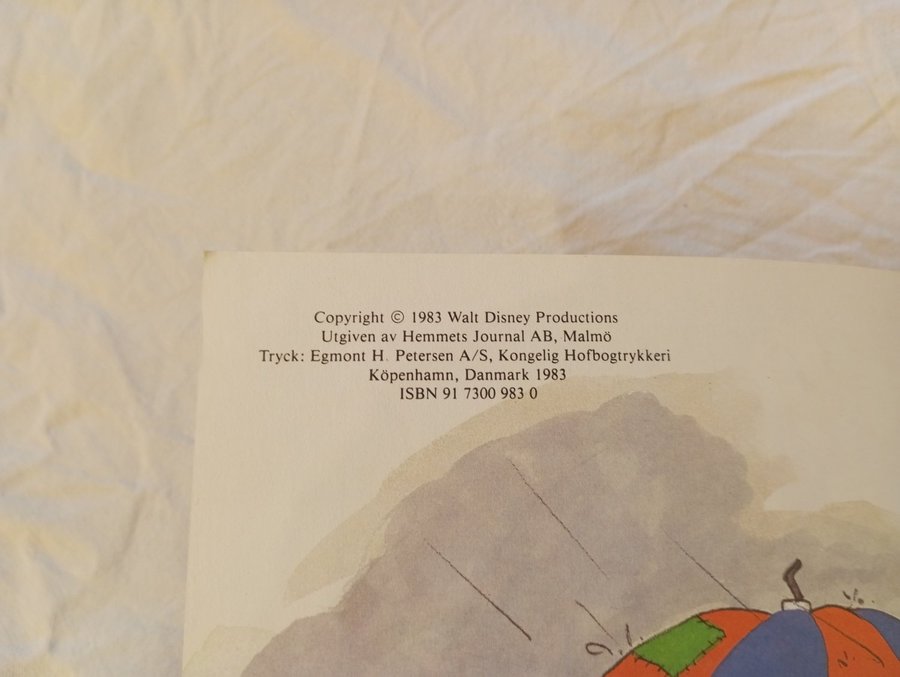 Copyright © 1983 Walt Disney Productions
Utgiven av Hemmets Journal AB, Malmö
Tryck: Egmont H. Petersen A/S, Kongelig Hofbogtrykkeri
Köpenhamn, Danmark 1983
ISBN 91 7300 983 0